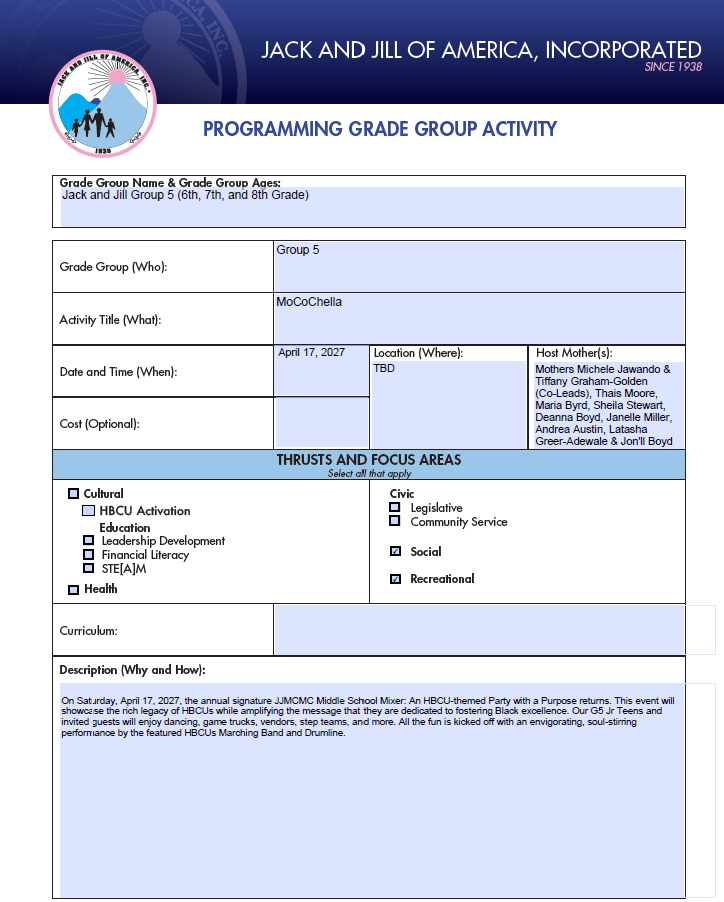 JACK AND JILL OF AMERICA, INCORPORATED
SINCE 1938
JACK AND JILL OF AMERICA, INC.
1938
PROGRAMMING GRADE GROUP ACTIVITY
Grade Group Name & Grade Group Ages:
Jack and Jill Group 5 (6th, 7th, and 8th Grade)
Grade Group (Who):
Group 5
Activity Title (What):
MoCoChella
Date and Time (When):
April 17, 2027
Location (Where):
TBD
Host Mother(s):
Mothers Michele Jawando &
Tiffany Graham-Golden
(Co-Leads), Thais Moore,
Maria Byrd, Sheila Stewart,
Deanna Boyd, Janelle Miller,
Andrea Austin, Latasha
Greer-Adewale & Jon'll Boyd
Cost (Optional):
THRUSTS AND FOCUS AREAS
Select all that apply
Cultural
HBCU Activation
Education
Leadership Development
Financial Literacy
STE[A]M
Health
Civic
Legislative
Community Service
Social
Recreational
Curriculum:
Description (Why and How):
On Saturday, April 17, 2027, the annual signature JJMCMC Middle School Mixer: An HBCU-themed Party with a Purpose returns. This event will
showcase the rich legacy of HBCUs while amplifying the message that they are dedicated to fostering Black excellence. Our G5 Jr Teens and
invited guests will enjoy dancing, game trucks, vendors, step teams, and more. All the fun is kicked off with an envigorating, soul-stirring
performance by the featured HBCUs Marching Band and Drumline.